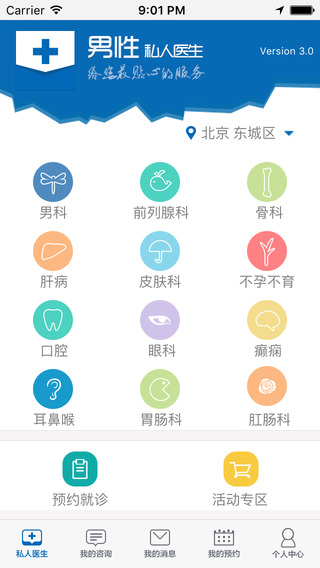 Carrier 9:01 PM
男性 私人医生 Version 3.0
给您最贴心的服务
北京 东城区
男科 前列腺科 骨科
肝病 皮肤科 不孕不育
口腔 眼科 癫痫
耳鼻喉 胃肠科 肛肠科
预约就诊 活动专区
私人医生 我的咨询 我的消息 我的预约 个人中心